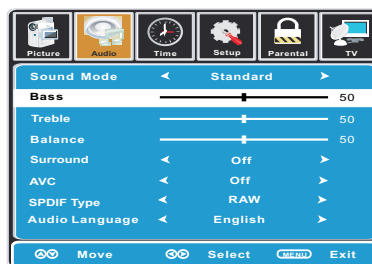 Picture Audio Time Setup Parental TV
Sound Mode Standard
Bass 50
Treble 50
Balance 50
Surround Off
AVC Off
SPDIF Type RAW
Audio Language English
Move Select MENU Exit